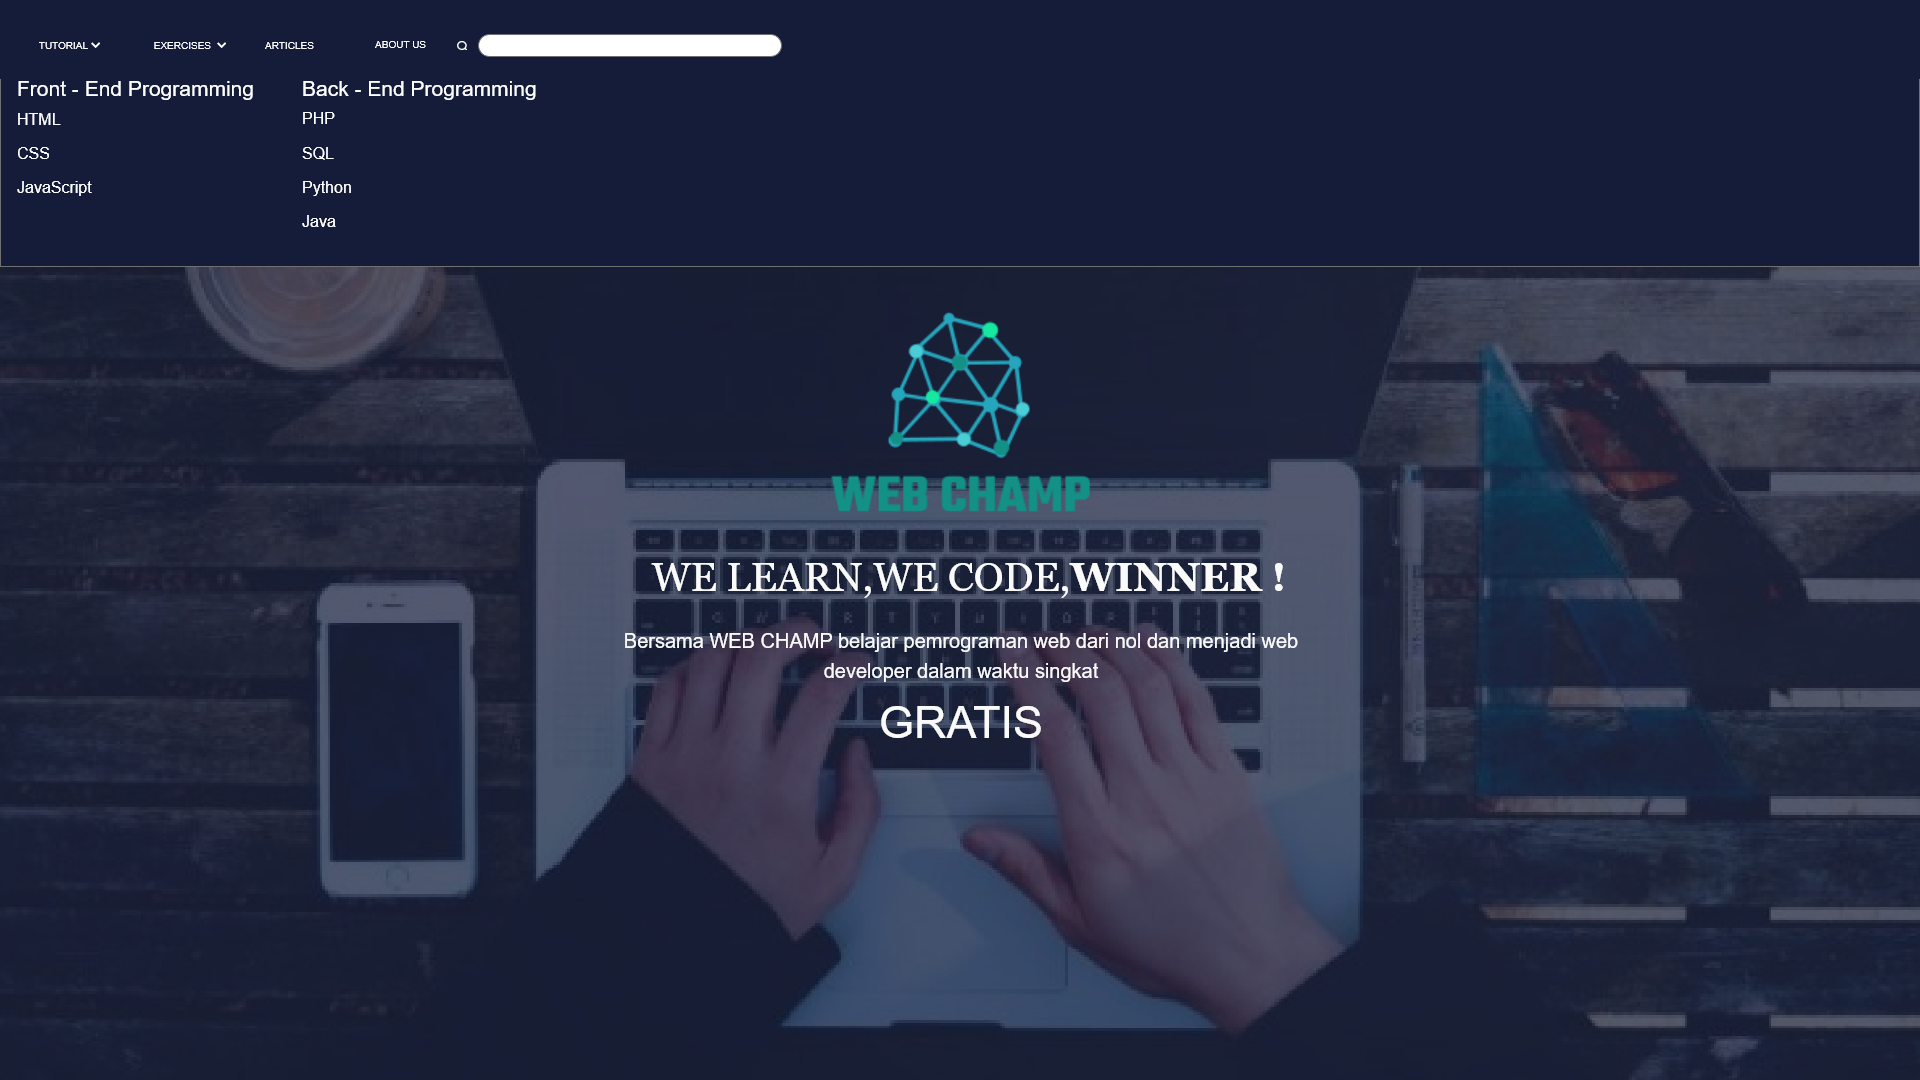 TUTORIAL EXERCISES ARTICLES ABOUT US
Front - End Programming
HTML
CSS
JavaScript
Back - End Programming
PHP
SQL
Python
Java
WEB CHAMP
WE LEARN,WE CODE,WINNER !
Bersama WEB CHAMP belajar pemrograman web dari nol dan menjadi web
developer dalam waktu singkat
GRATIS